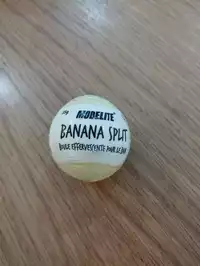 MODELITE
BANANA SPLIT
BOULE EFFERVESCENTE POUR LE BAIN